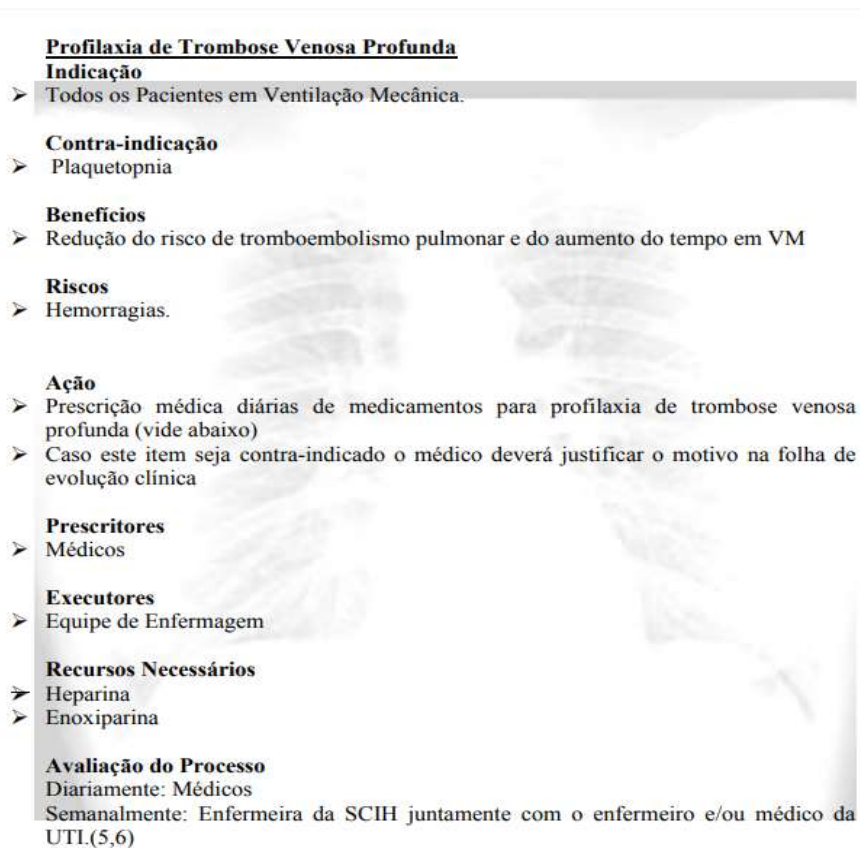 Profilaxia de Trombose Venosa Profunda
Indicação
➢ Todos os Pacientes em Ventilação Mecânica.
Contra-indicação
➢ Plaquetopnia
Benefícios
➢ Redução do risco de tromboembolismo pulmonar e do aumento do tempo em VM
Riscos
➢ Hemorragias.
Ação
➢ Prescrição médica diárias de medicamentos para profilaxia de trombose venosa
profunda (vide abaixo)
➢ Caso este item seja contra-indicado o médico deverá justificar o motivo na folha de
evolução clínica
Prescritores
➢ Médicos
Executores
➢ Equipe de Enfermagem
Recursos Necessários
➢ Heparina
➢ Enoxiparina
Avaliação do Processo
Diariamente: Médicos
Semanalmente: Enfermeira da SCIH juntamente com o enfermeiro e/ou médico da
UTI.(5,6)